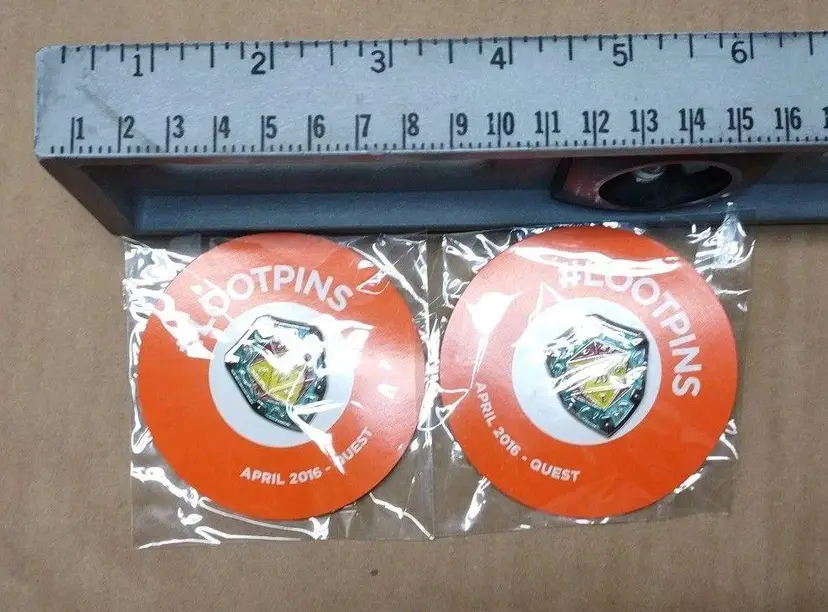 1 2 3 4 5 6
1 2 3 4 5 6 7 8 9 10 11 12 13 14 15 16
LOOTPINS
APRIL 2016 - QUEST
#LOOTPINS
APRIL 2016 - QUEST